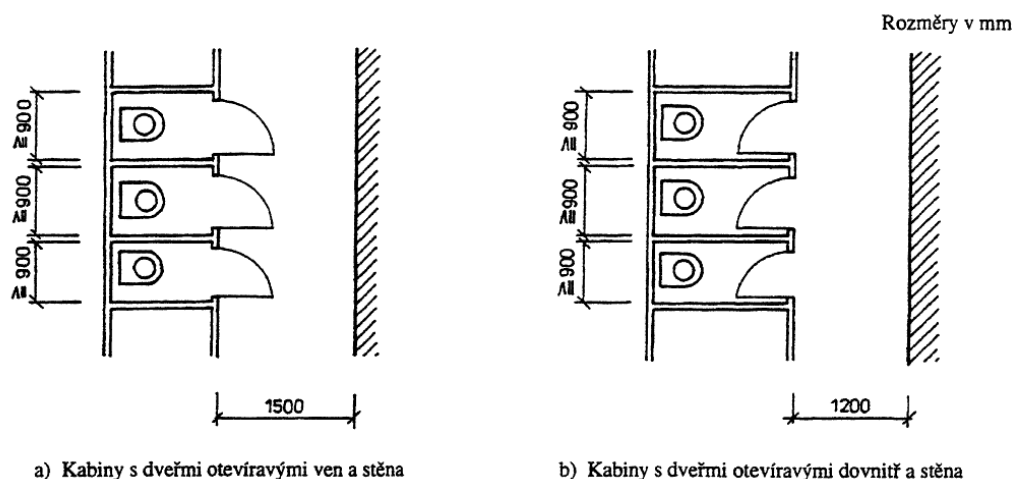 Rozměry v mm
≥ 900
≥ 900
≥ 900
1500
a) Kabiny s dveřmi otevíravými ven a stěna
≥ 900
≥ 900
≥ 900
1200
b) Kabiny s dveřmi otevíravými dovnitř a stěna